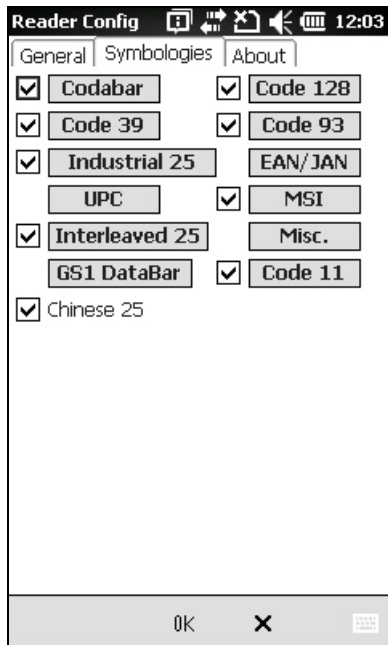 Reader Config 12:03
General Symbologies About
Codabar Code 128
Code 39 Code 93
Industrial 25 EAN/JAN
UPC MSI
Interleaved 25 Misc.
GS1 DataBar Code 11
Chinese 25
OK